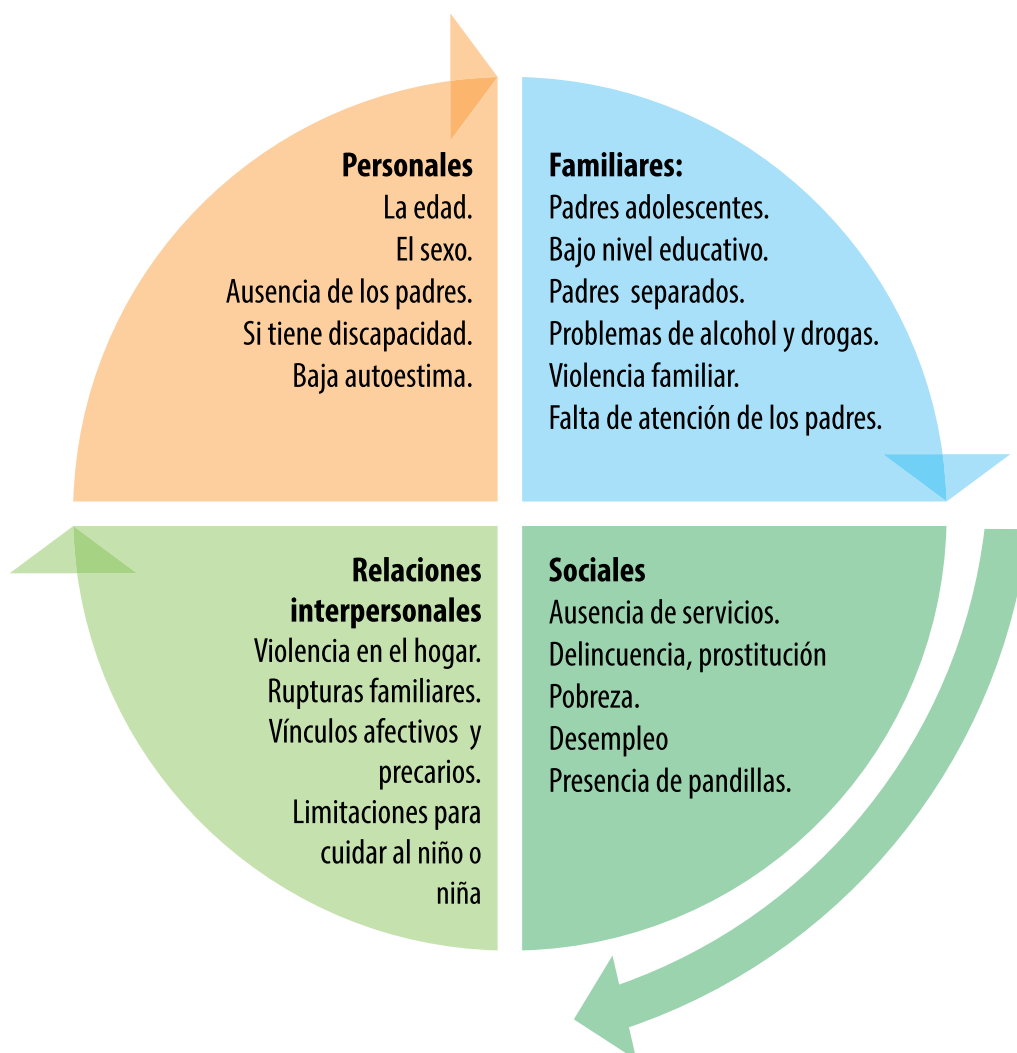 Personales
La edad.
El sexo.
Ausencia de los padres.
Si tiene discapacidad.
Baja autoestima.
Familiares:
Padres adolescentes.
Bajo nivel educativo.
Padres  separados.
Problemas de alcohol y drogas.
Violencia familiar.
Falta de atención de los padres.
Relaciones
interpersonales
Violencia en el hogar.
Rupturas familiares.
Vínculos afectivos  y
precarios.
Limitaciones para
cuidar al niño o
niña
Sociales
Ausencia de servicios.
Delincuencia, prostitución
Pobreza.
Desempleo
Presencia de pandillas.